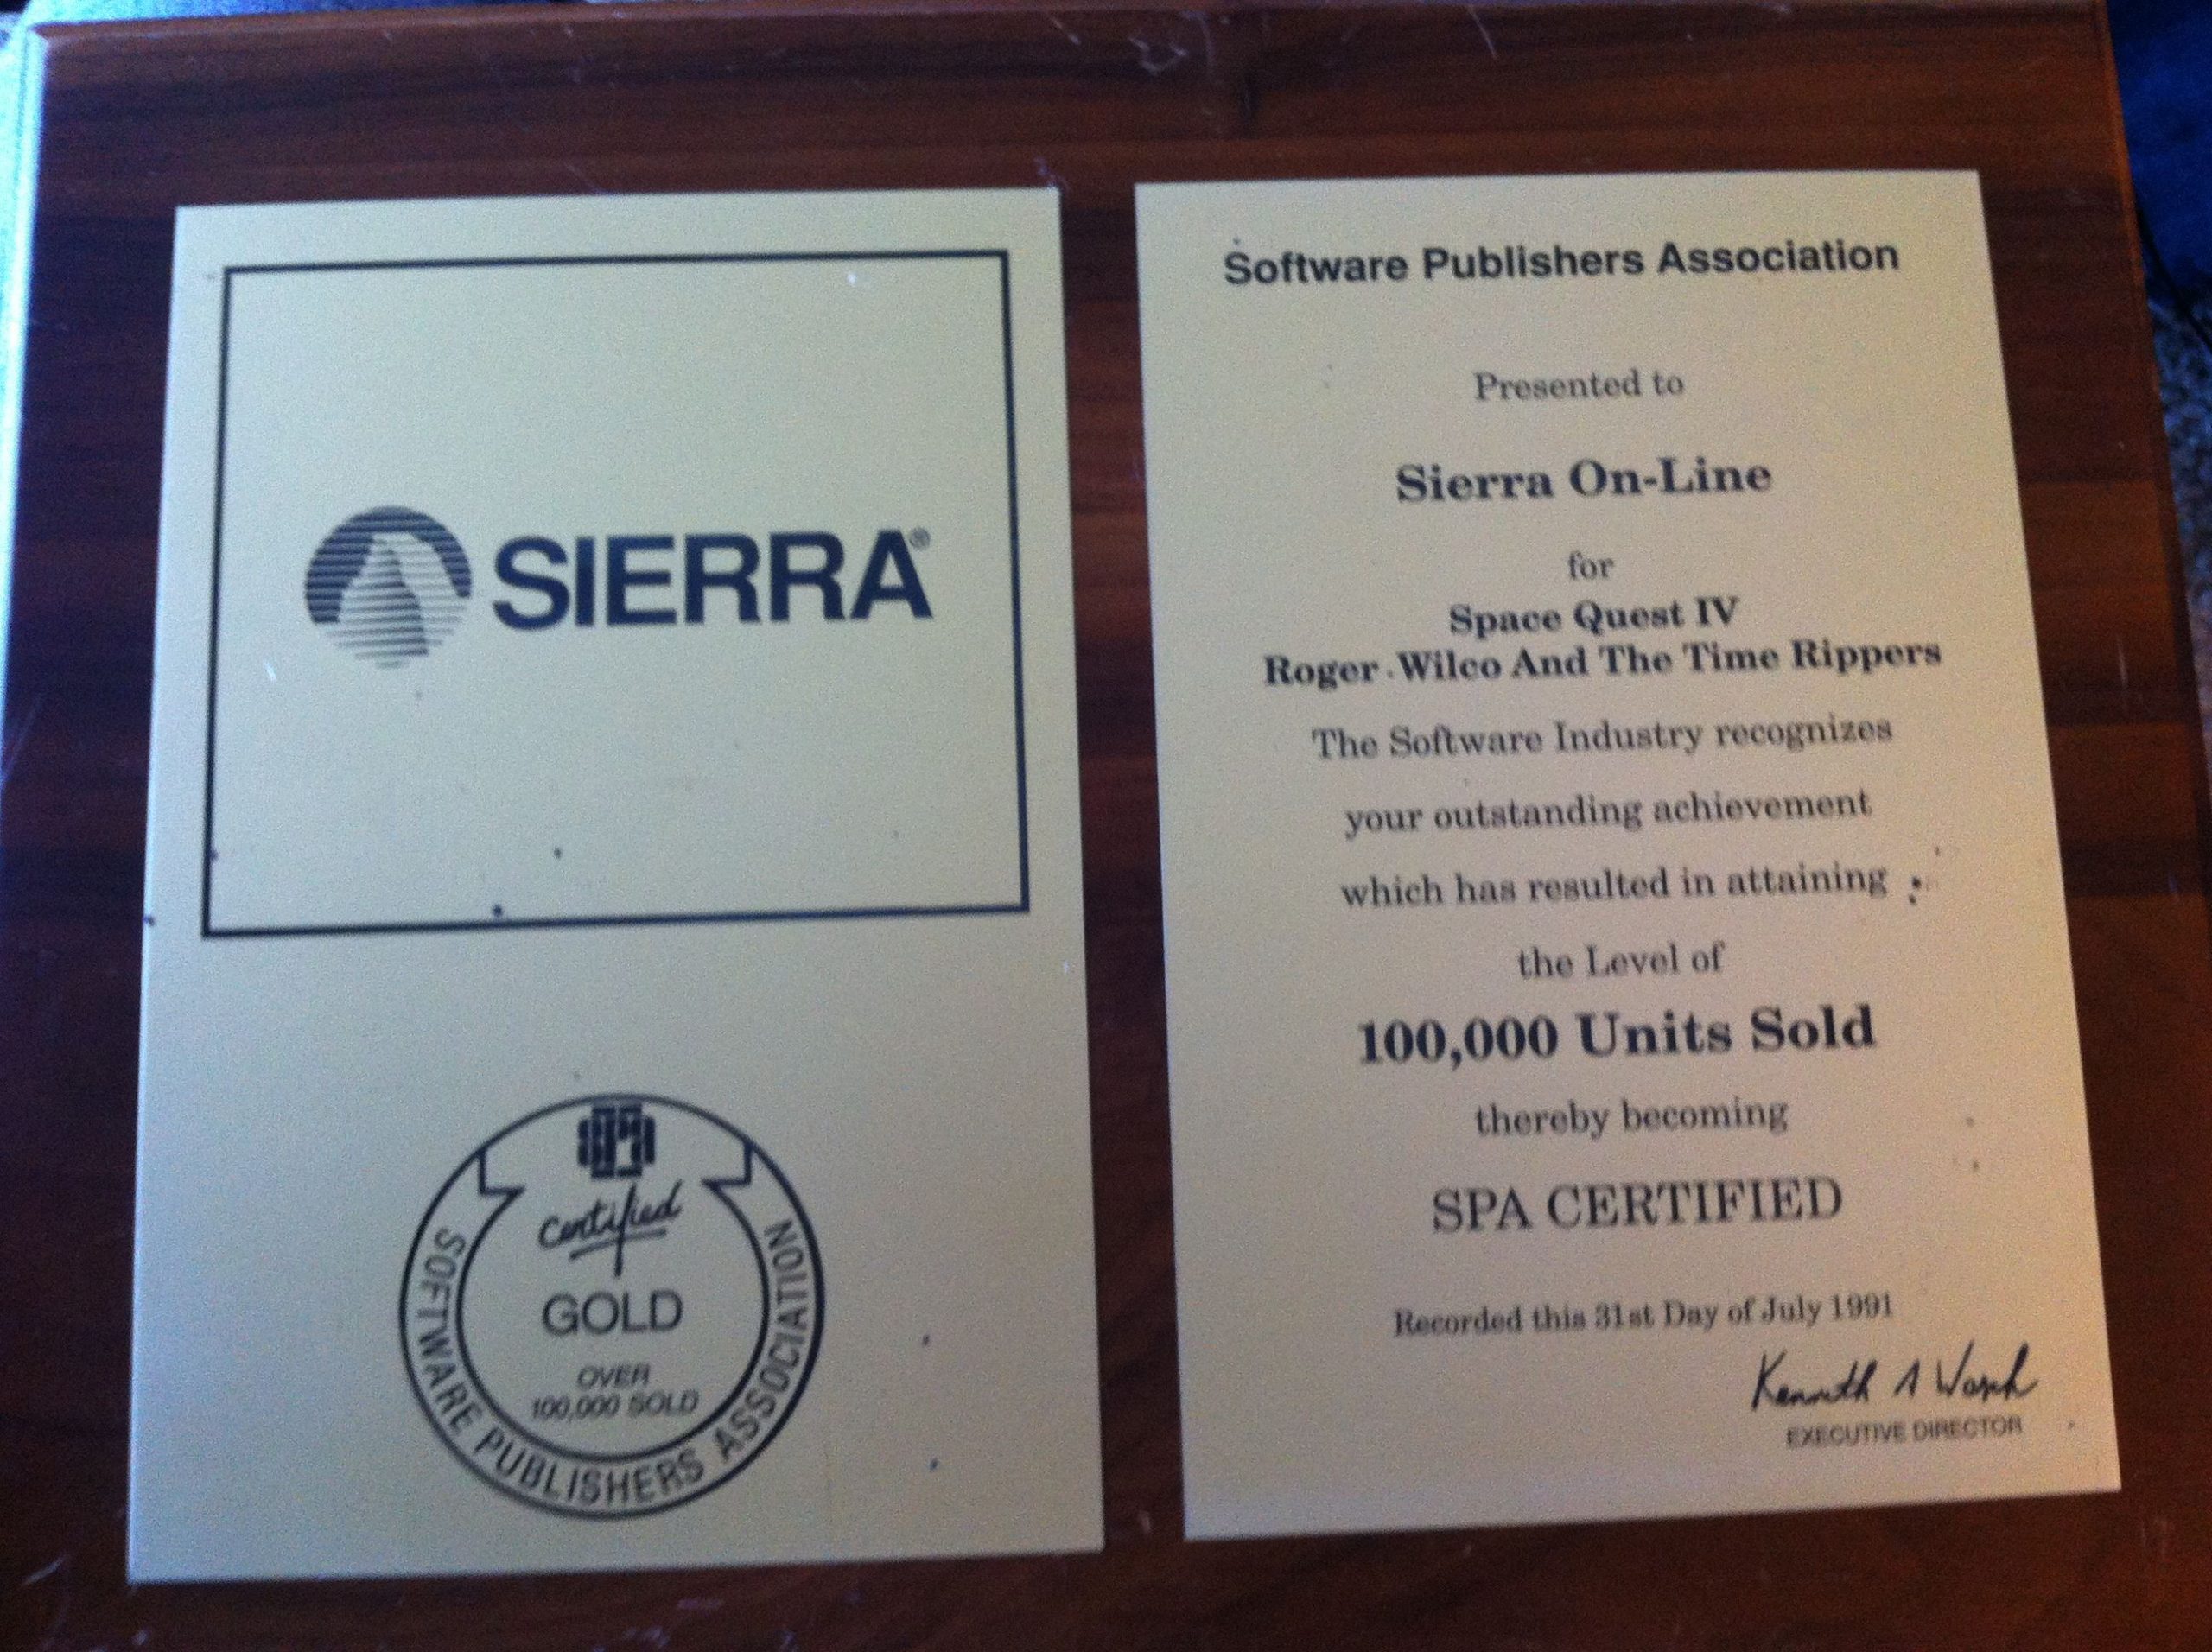 SIERRA®
SPA
Certified
GOLD
OVER
100,000 SOLD
SOFTWARE PUBLISHERS ASSOCIATION
Software Publishers Association
Presented to
Sierra On-Line
for
Space Quest IV
Roger Wilco And The Time Rippers
The Software Industry recognizes
your outstanding achievement
which has resulted in attaining
the Level of
100,000 Units Sold
thereby becoming
SPA CERTIFIED
Recorded this 31st Day of July 1991
Kenneth A Wasch
EXECUTIVE DIRECTOR